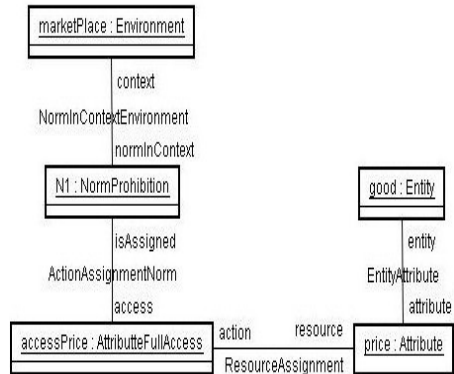 marketPlace : Environment
context
NormInContextEnvironment
normInContext
N1 : NormProhibition
good : Entity
isAssigned
entity
ActionAssignmentNorm
EntityAttribute
access
attribute
accessPrice : AttributteFullAccess
action
resource
price : Attribute
ResourceAssignment